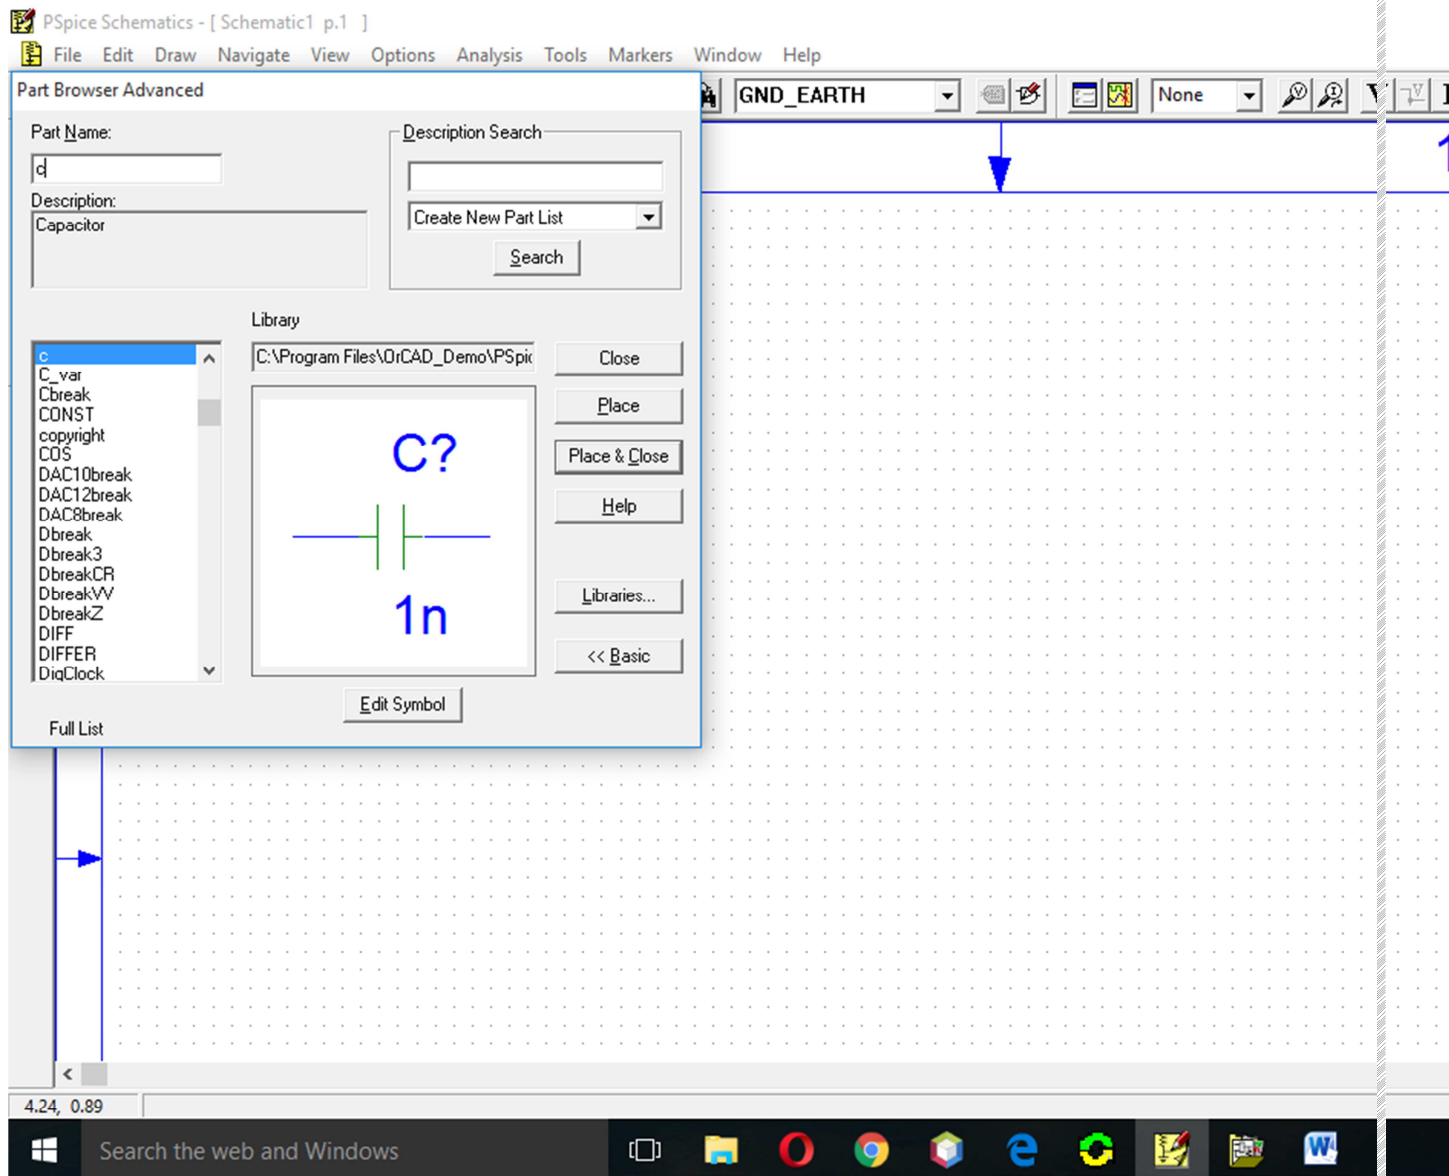 PSpice Schematics - [ Schematic1 p.1 ]
File Edit Draw Navigate View Options Analysis Tools Markers Window Help
Part Browser Advanced
GND_EARTH
None
Part Name:
Description Search
c
Description:
Capacitor
Create New Part List
Search
Library
c
C:\Program Files\OrCAD_Demo\PSpic
Close
C_var
Cbreak
CONST
copyright
COS
DAC10break
DAC12break
DAC8break
Dbreak
Dbreak3
DbreakCR
DbreakVV
DbreakZ
DIFF
DIFFER
DigClock
C?
1n
Place
Place & Close
Help
Libraries...
<< Basic
Edit Symbol
Full List
4.24, 0.89
Search the web and Windows